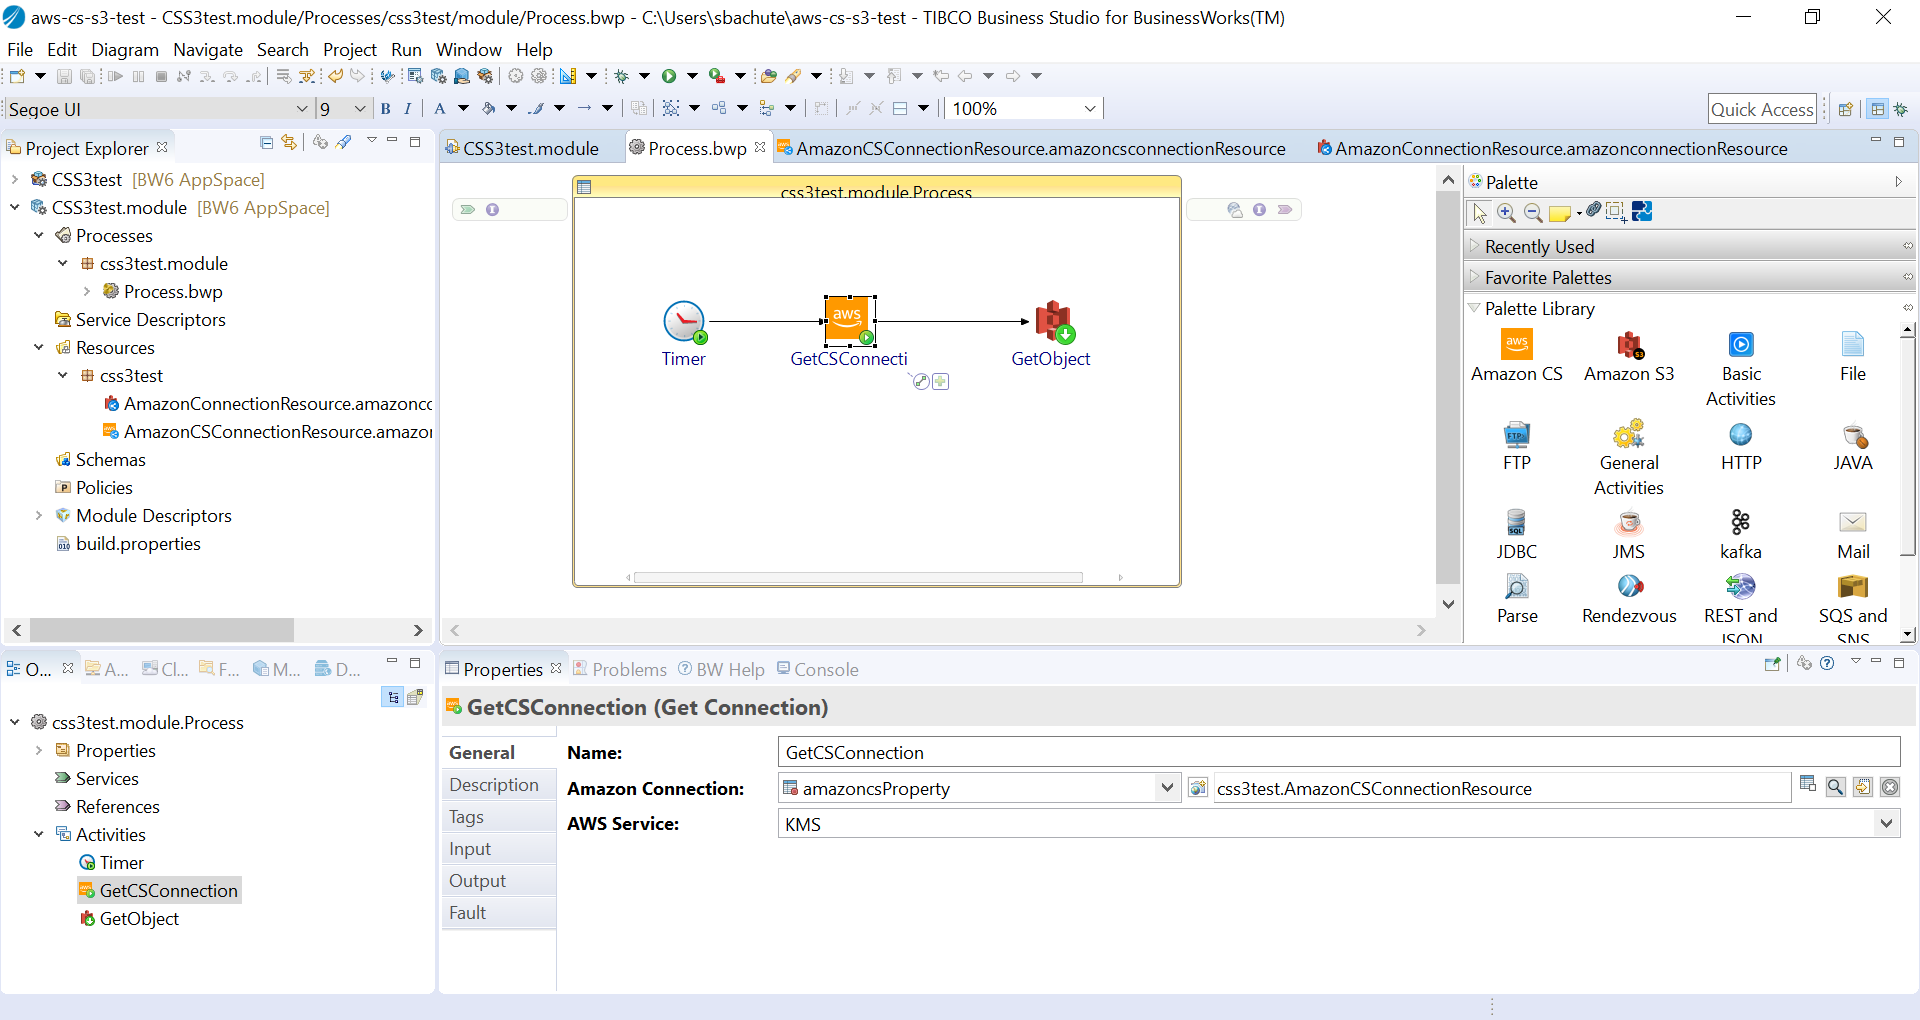 aws-cs-s3-test - CSS3test.module/Processes/css3test/module/Process.bwp - C:\Users\sbachute\aws-cs-s3-test - TIBCO Business Studio for BusinessWorks(TM)
File Edit Diagram Navigate Search Project Run Window Help
Segoe UI 9 B I A 100% Quick Access
Project Explorer
CSS3test [BW6 AppSpace]
CSS3test.module [BW6 AppSpace]
Processes
css3test.module
Process.bwp
Service Descriptors
Resources
css3test
AmazonConnectionResource.amazonc
AmazonCSConnectionResource.amazo
Schemas
Policies
Module Descriptors
build.properties
CSS3test.module Process.bwp AmazonCSConnectionResource.amazoncsconnectionResource AmazonConnectionResource.amazonconnectionResource
css3test.module.Process
aws
Timer GetCSConnecti GetObject
Palette
Recently Used
Favorite Palettes
Palette Library
aws
Amazon CS Amazon S3 Basic Activities File
FTP General Activities HTTP JAVA
JDBC JMS kafka Mail
Parse Rendezvous REST and JSON SQS and SNS
O... A... Cl... F... M... D...
css3test.module.Process
Properties
Services
References
Activities
Timer
GetCSConnection
GetObject
Properties Problems BW Help Console
GetCSConnection (Get Connection)
General
Description
Tags
Input
Output
Fault
Name: GetCSConnection
Amazon Connection: amazoncsProperty css3test.AmazonCSConnectionResource
AWS Service: KMS